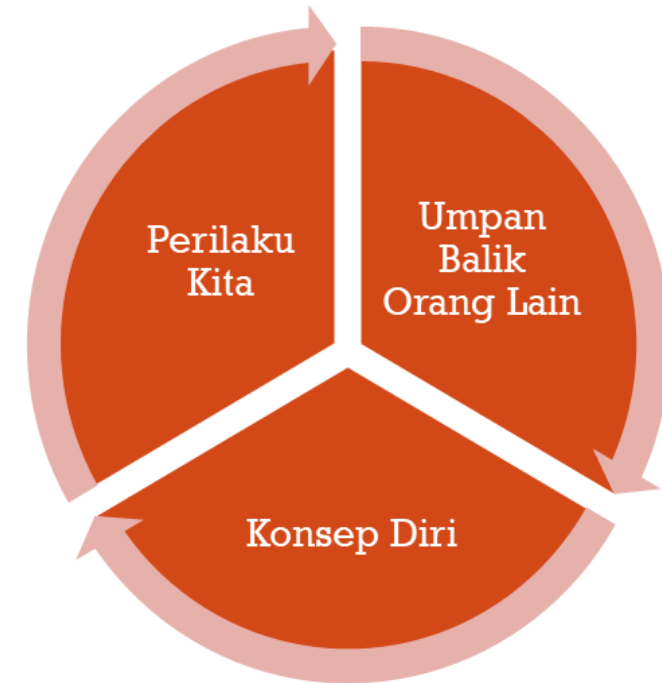 Perilaku
Kita
Umpan
Balik
Orang Lain
Konsep Diri